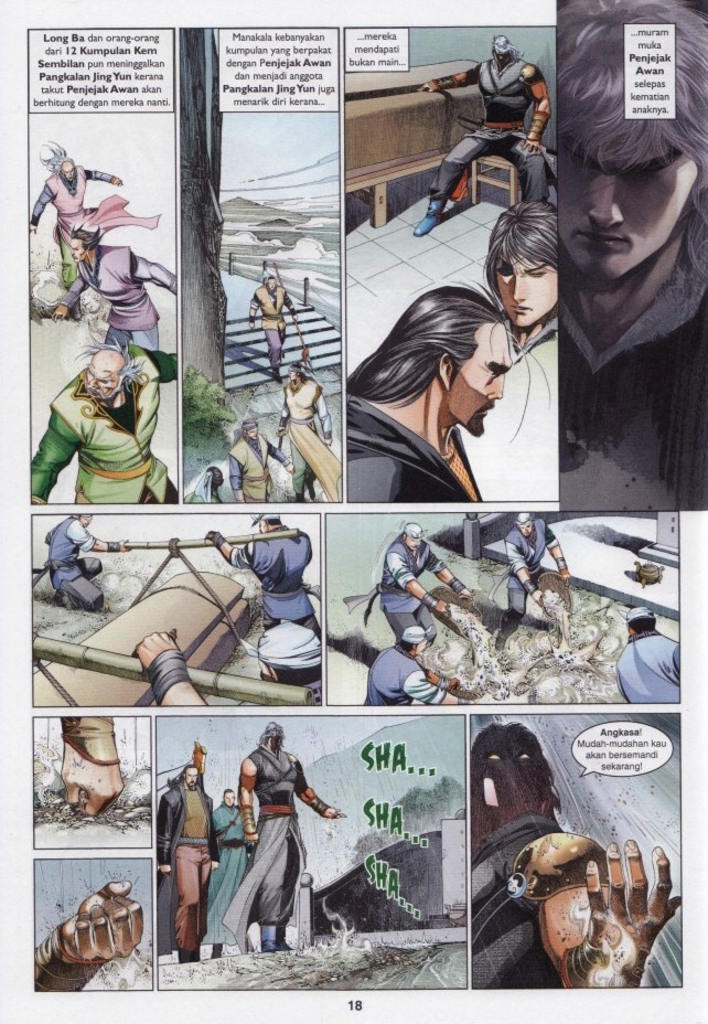 Long Ba dan orang-orang
dari 12 Kumpulan Kem
Sembilan pun meninggalkan
Pangkalan Jing Yun kerana
takut Penjejak Awan akan
berhitung dengan mereka nanti.
Manakala kebanyakan
kumpulan yang berpakat
dengan Penjejak Awan
dan menjadi anggota
Pangkalan Jing Yun juga
menarik diri kerana...
...mereka
mendapati
bukan main...
...muram
muka
Penjejak
Awan
selepas
kematian
anaknya.
SHA...
SHA...
SHA...
Angkasa!
Mudah-mudahan kau
akan bersemandi
sekarang!
18